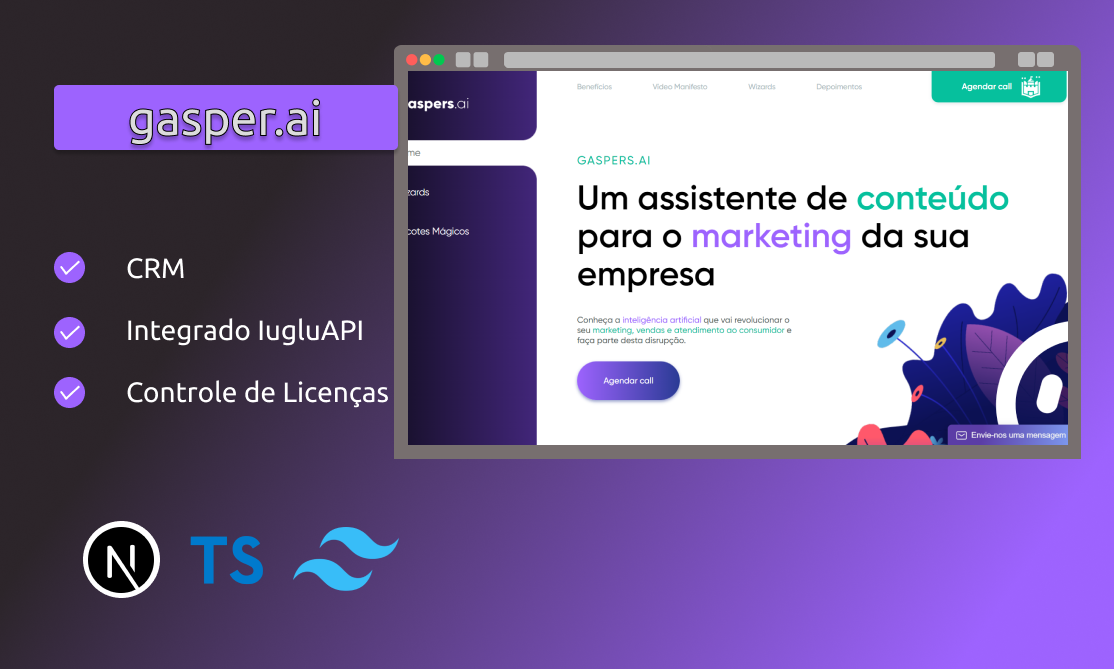 gasper.ai
CRM
Integrado IugluAPI
Controle de Licenças
N
TS
aspers.ai
me
zards
cotes Mágicos
Benefícios
Vídeo Manifesto
Wizards
Depoimentos
Agendar call
GASPERS.AI
Um assistente de conteúdo
para o marketing da sua
empresa
Conheça a inteligência artificial que vai revolucionar o
seu marketing, vendas e atendimento ao consumidor e
faça parte desta disrupção.
Agendar call
Envie-nos uma mensagem